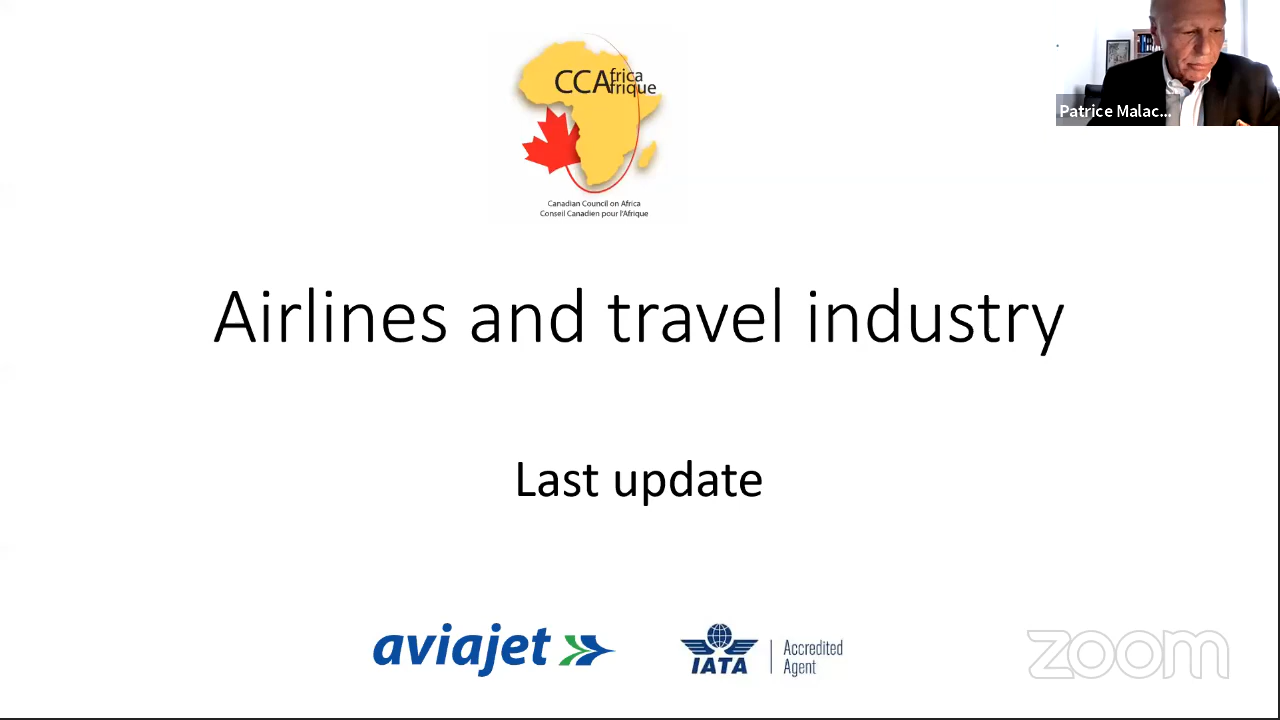 CCAfrica
frique
Patrice Malac...
Canadian Council on Africa
Conseil Canadien pour l'Afrique
Airlines and travel industry
Last update
aviajet
IATA
Accredited
Agent
zoom